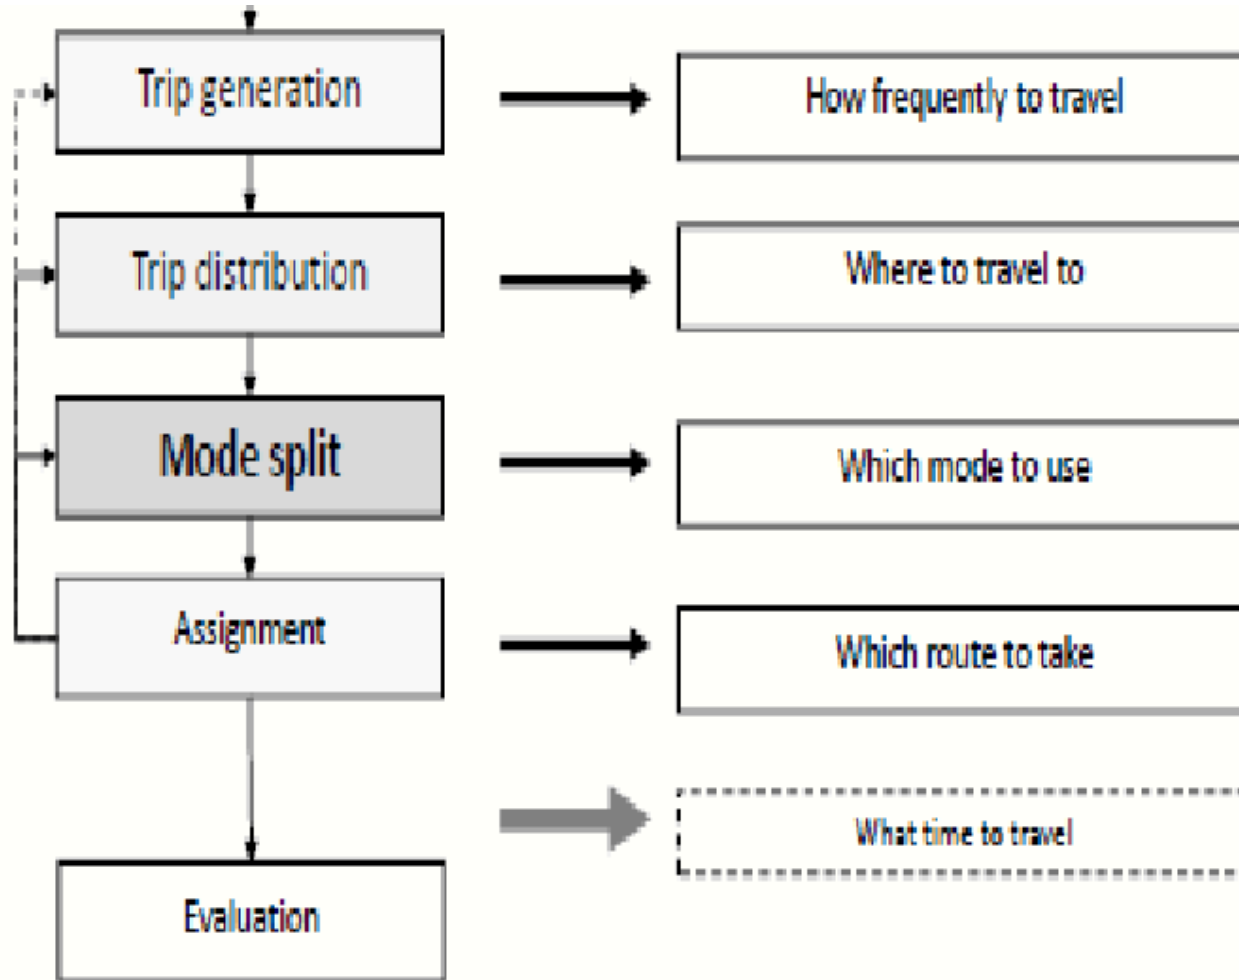 Trip generation
How frequently to travel
Trip distribution
Where to travel to
Mode split
Which mode to use
Assignment
Which route to take
What time to travel
Evaluation